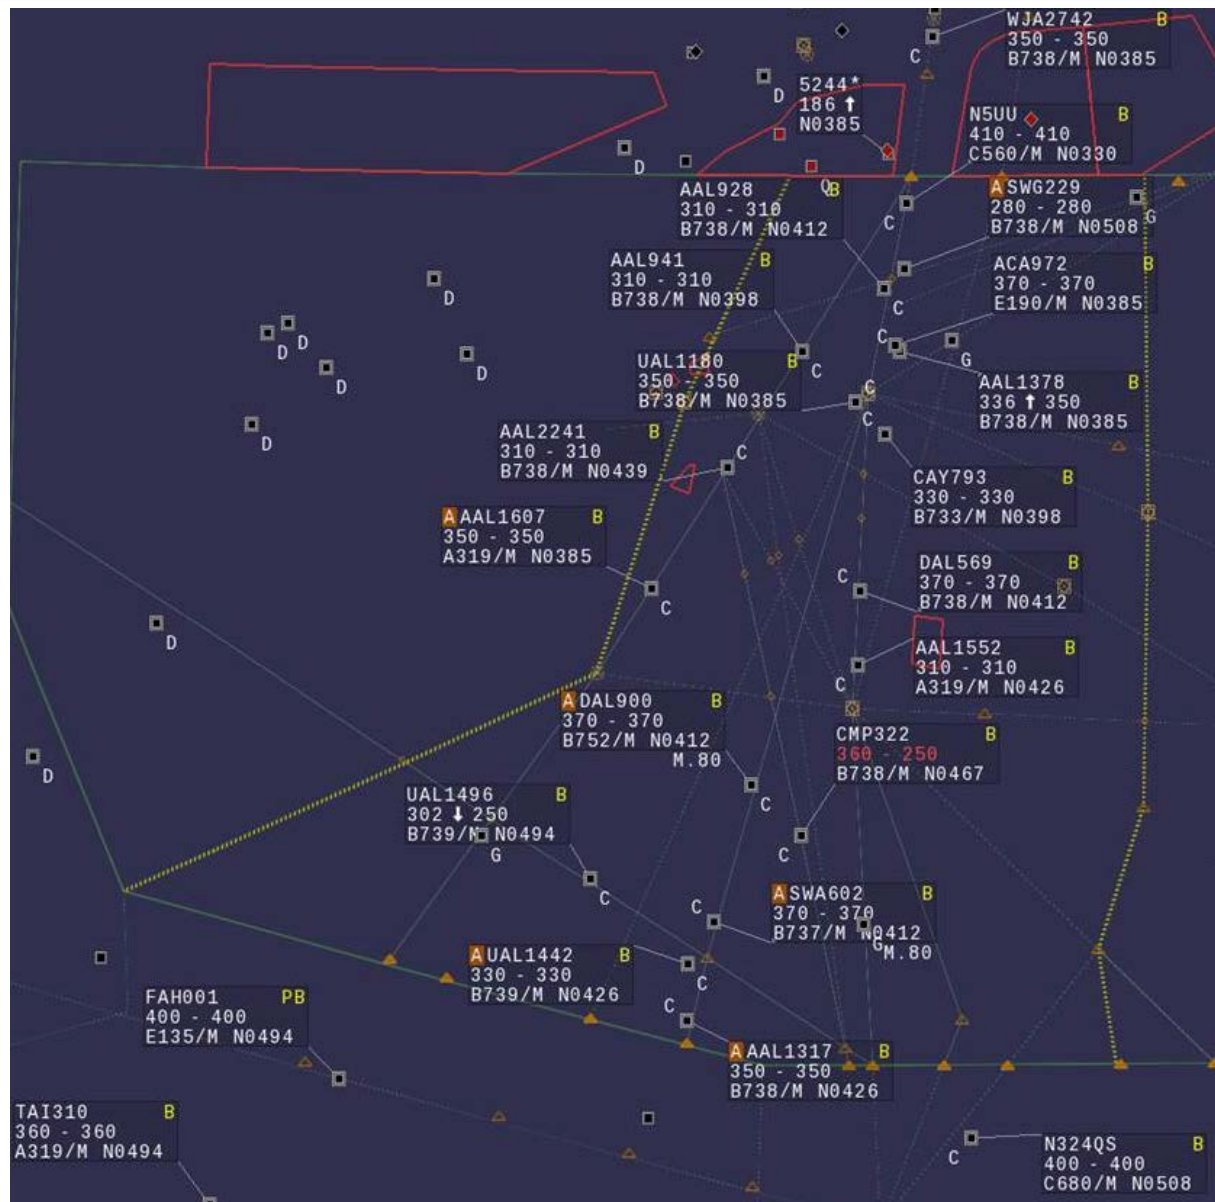 WJA2742 B
350 - 350
B738/M N0385
C
5244*
186 ↑
N0385
D
N5UU B
410 - 410
C560/M N0330
D
Q
AAL928 B
310 - 310
B738/M N0412
C
A SWG229
280 - 280
B738/M N0508
G
AAL941 B
310 - 310
B738/M N0398
C
ACA972 B
370 - 370
E190/M N0385
D
D
D
D
D
C
C
G
UAL1180 B
350 - 350
B738/M N0385
C
C
AAL1378 B
336 ↑ 350
B738/M N0385
D
AAL2241 B
310 - 310
B738/M N0439
C
CAY793 B
330 - 330
B733/M N0398
A AAL1607 B
350 - 350
A319/M N0385
C
DAL569 B
370 - 370
B738/M N0412
C
D
AAL1552 B
310 - 310
A319/M N0426
C
A DAL900 B
370 - 370
B752/M N0412
M.80
C
CMP322 B
360 - 250
B738/M N0467
C
D
UAL1496 B
302 ↓ 250
B739/M N0494
G
C
A SWA602 B
370 - 370
B737/M N0412
G M.80
C
A UAL1442 B
330 - 330
B739/M N0426
C
FAH001 PB
400 - 400
E135/M N0494
A AAL1317 B
350 - 350
B738/M N0426
TAI310 B
360 - 360
A319/M N0494
N324QS B
400 - 400
C680/M N0508
C